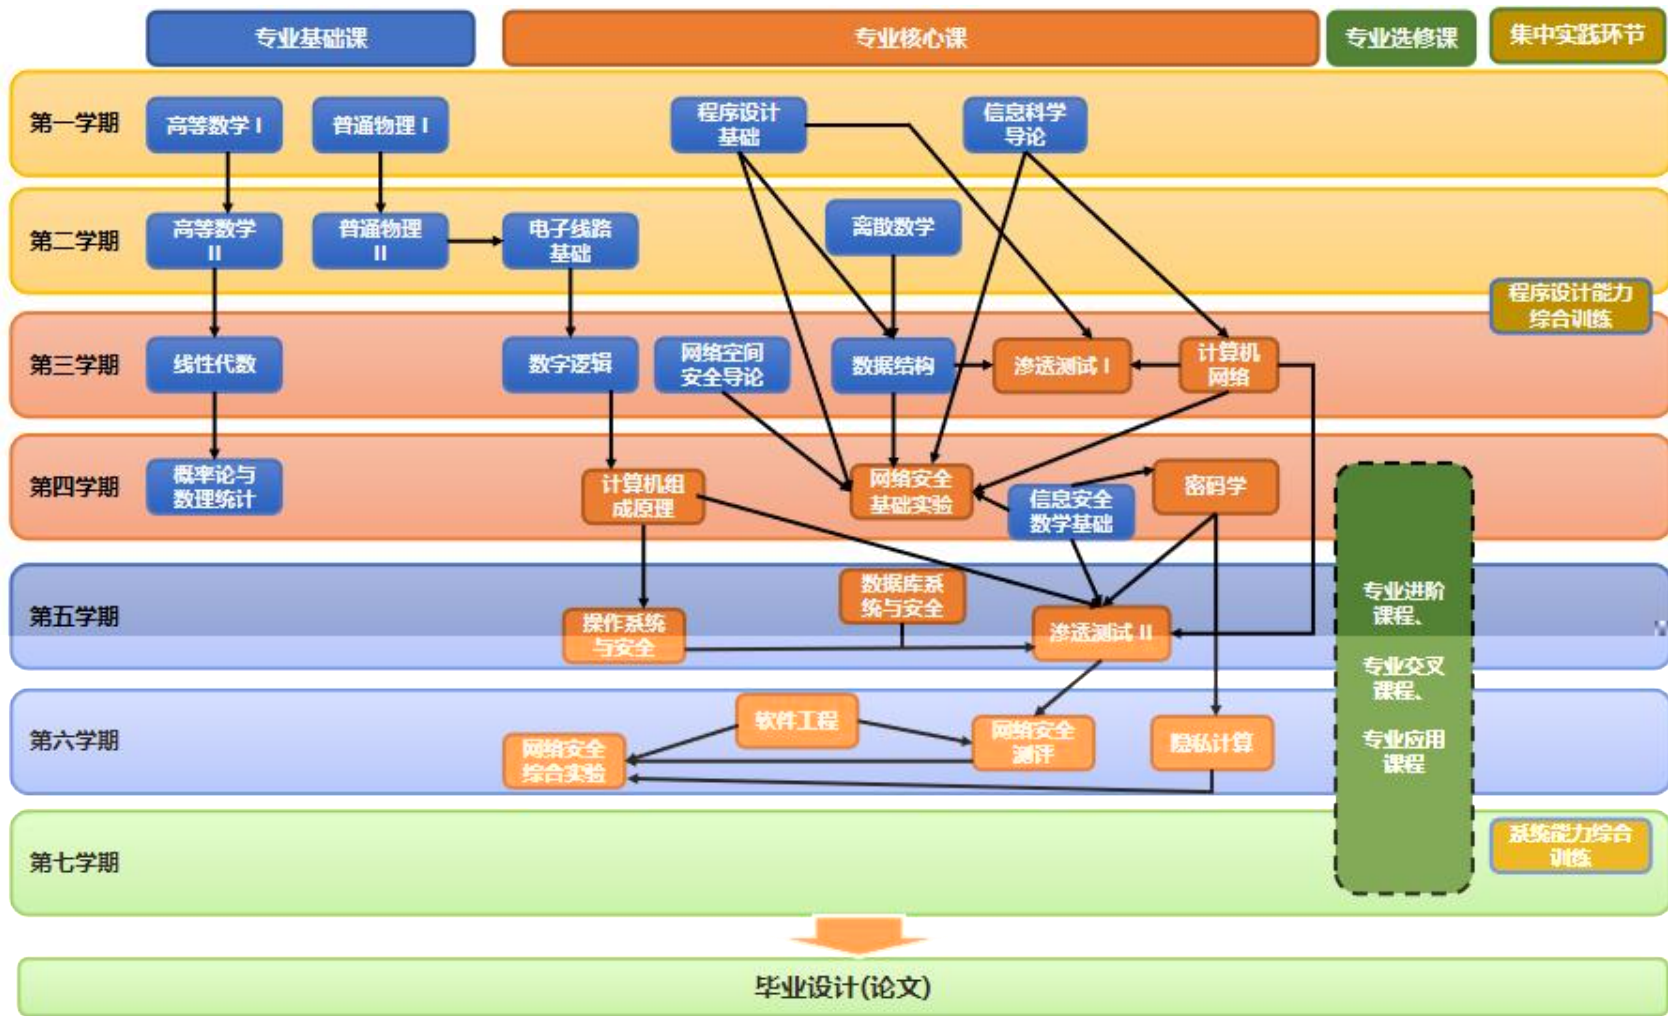 专业基础课
专业核心课
专业选修课
集中实践环节
第一学期
高等数学 I
普通物理 I
程序设计
基础
信息科学
导论
第二学期
高等数学
II
普通物理
II
电子线路
基础
离散数学
程序设计能力
综合训练
第三学期
线性代数
数字逻辑
网络空间
安全导论
数据结构
渗透测试 I
计算机
网络
第四学期
概率论与
数理统计
计算机组
成原理
网络安全
基础实验
信息安全
数学基础
密码学
第五学期
操作系统
与安全
数据库系
统与安全
渗透测试 II
专业进阶
课程、
专业交叉
课程、
专业应用
课程
第六学期
网络安全
综合实验
软件工程
网络安全
测评
隐私计算
第七学期
系统能力综合
训练
毕业设计(论文)